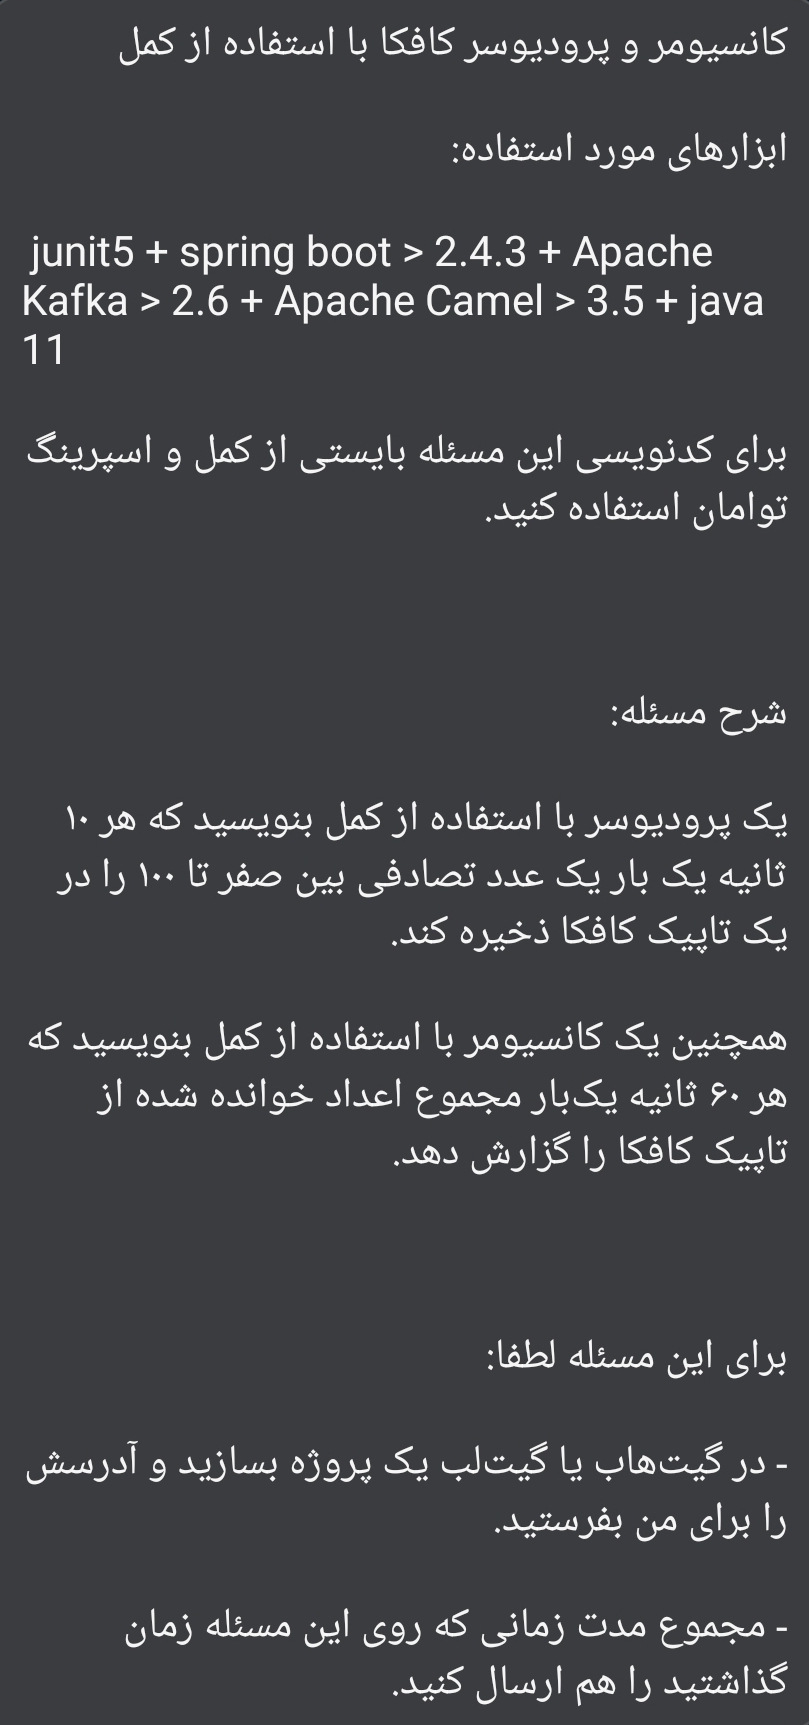 کانسیومر و پرودیوسر کافکا با استفاده از کمل
ابزارهای مورد استفاده:
junit5 + spring boot > 2.4.3 + Apache
Kafka > 2.6 + Apache Camel > 3.5 + java
11
برای کدنویسی این مسئله بایستی از کمل و اسپرینگ
توامان استفاده کنید.
شرح مسئله:
یک پرودیوسر با استفاده از کمل بنویسید که هر ۱۰
ثانیه یک بار یک عدد تصادفی بین صفر تا ۱۰۰ را در
یک تاپیک کافکا ذخیره کند.
همچنین یک کانسیومر با استفاده از کمل بنویسید که
هر ۶۰ ثانیه یک‌بار مجموع اعداد خوانده شده از
تاپیک کافکا را گزارش دهد.
برای این مسئله لطفا:
- در گیت‌هاب یا گیت‌لب یک پروژه بسازید و آدرسش
را برای من بفرستید.
- مجموع مدت زمانی که روی این مسئله زمان
گذاشتید را هم ارسال کنید.